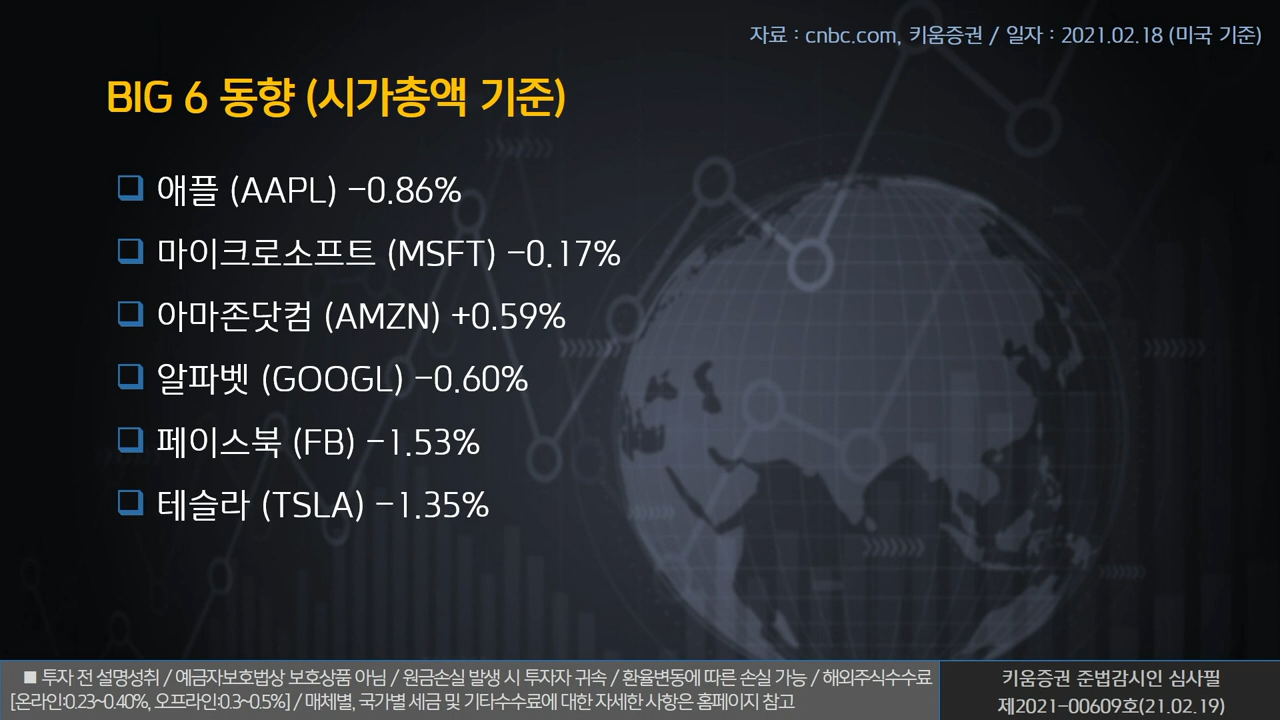 자료 : cnbc.com, 키움증권 / 일자 : 2021.02.18 (미국 기준)
BIG 6 동향 (시가총액 기준)
애플 (AAPL) -0.86%
마이크로소프트 (MSFT) -0.17%
아마존닷컴 (AMZN) +0.59%
알파벳 (GOOGL) -0.60%
페이스북 (FB) -1.53%
테슬라 (TSLA) -1.35%
■ 투자 전 설명성취 / 예금자보호법상 보호상품 아님 / 원금손실 발생 시 투자자 귀속 / 환율변동에 따른 손실 가능 / 해외주식수수료
[온라인:0.23~0.40%, 오프라인:0.3~0.5%] / 매체별, 국가별 세금 및 기타수수료에 대한 자세한 사항은 홈페이지 참고
키움증권 준법감시인 심사필
제2021-00609호(21.02.19)